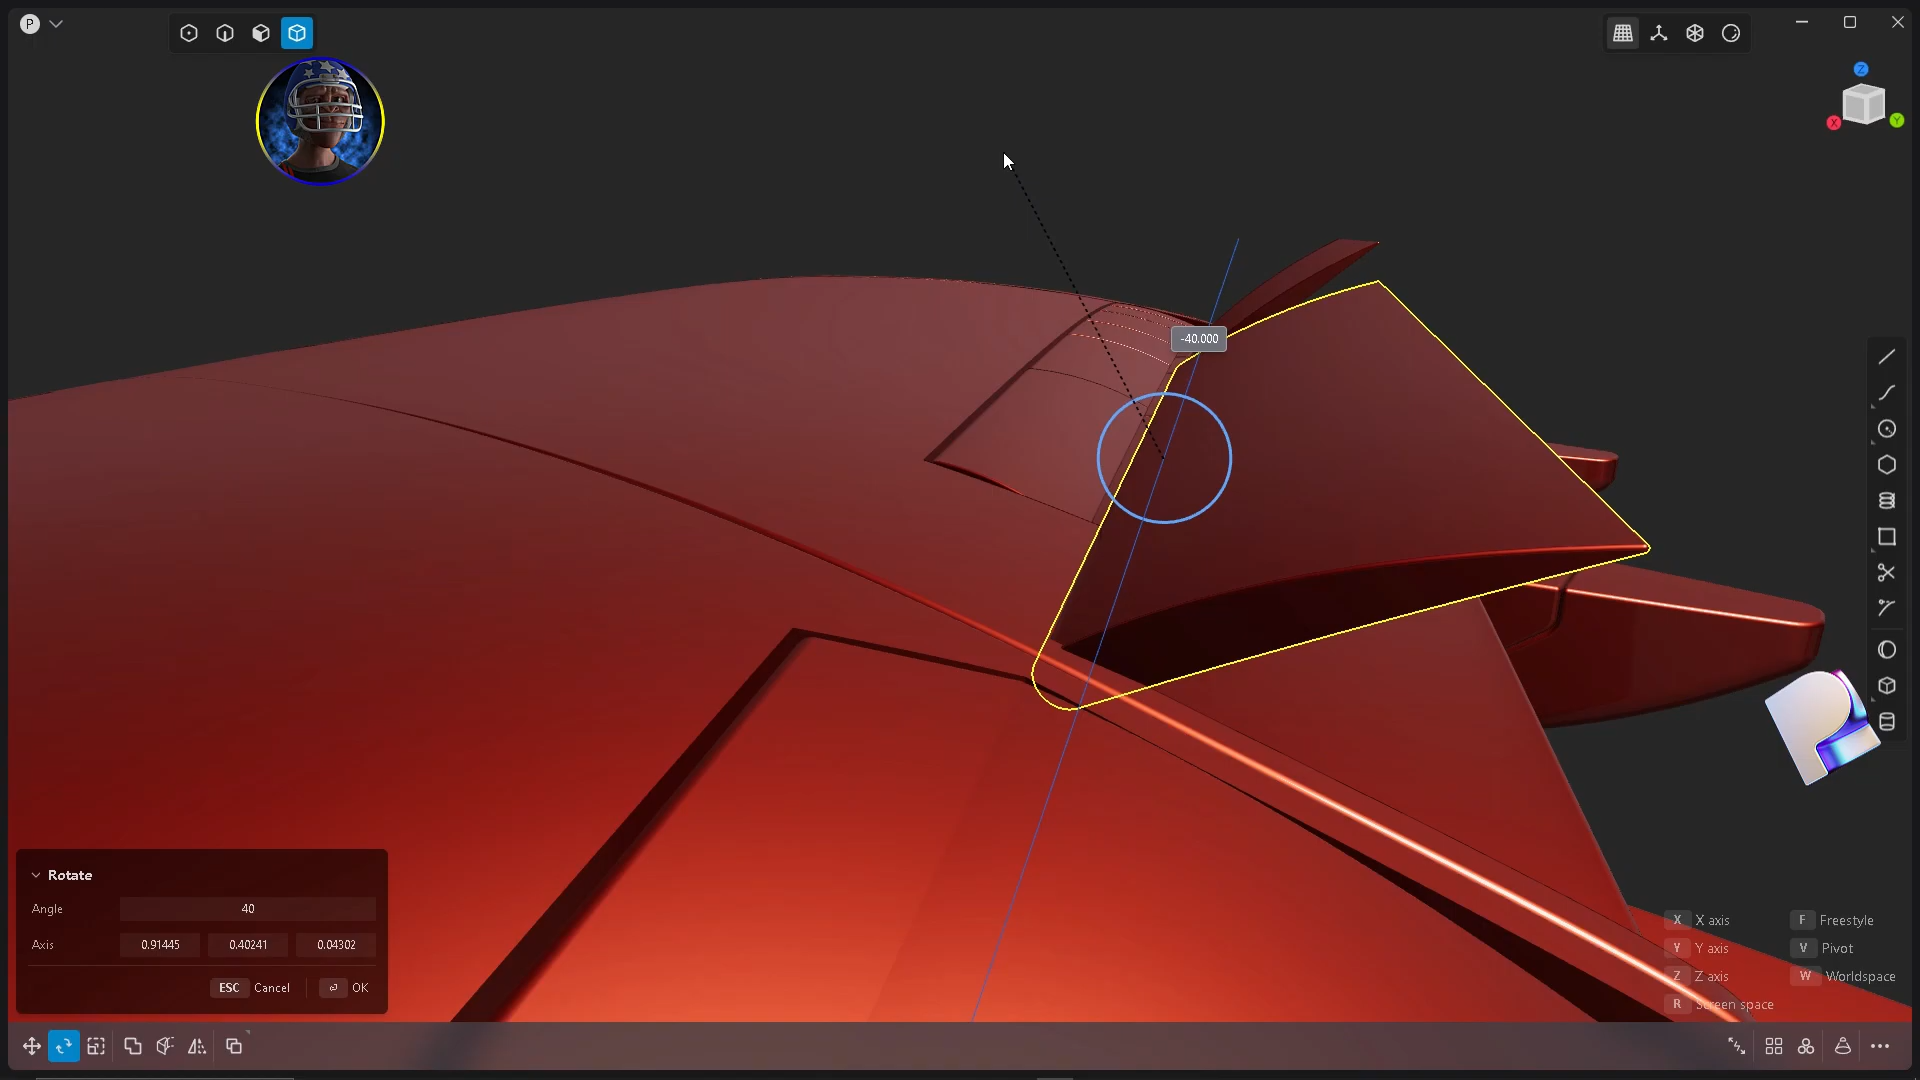 P
Z
X
Y
-40.000
Rotate
Angle 40
Axis 0.91445 0.40241 0.04302
ESC Cancel OK
X X axis F Freestyle
Y Y axis V Pivot
Z Z axis W Worldspace
R Screen space